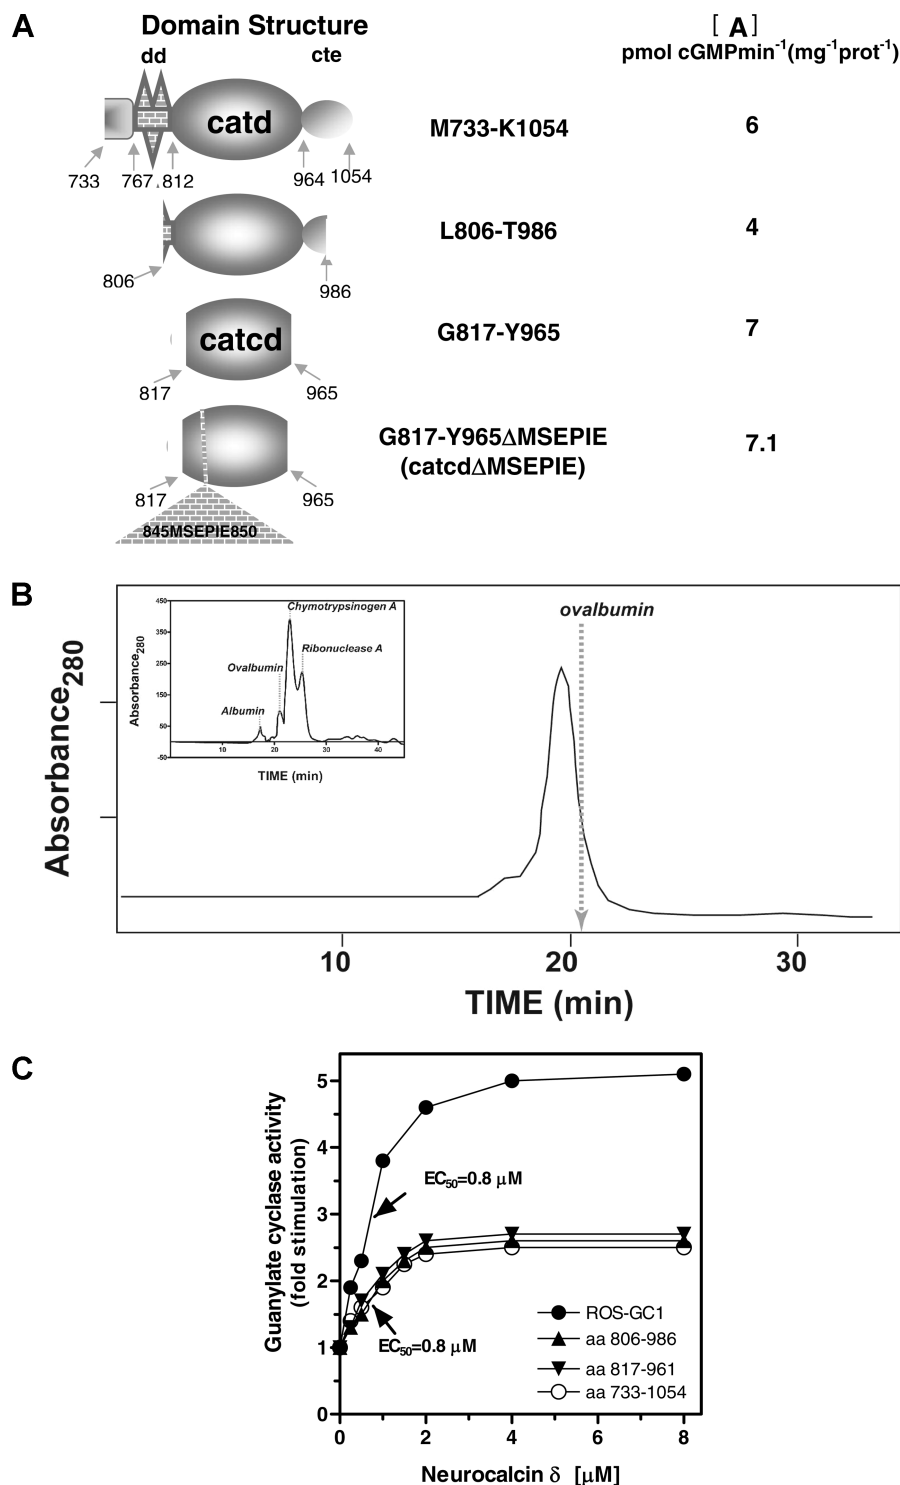 A
Domain Structure
[ A ]
pmol cGMPmin⁻¹(mg⁻¹prot⁻¹)
dd
cte
catd
M733-K1054
6
733
767
812
964
1054
L806-T986
4
806
986
catcd
G817-Y965
7
817
965
G817-Y965ΔMSEPIE
(catcdΔMSEPIE)
7.1
817
965
845MSEPIE850
B
ovalbumin
Absorbance280
10
20
30
TIME (min)
Chymotrypsinogen A
Ribonuclease A
Ovalbumin
Albumin
Absorbance280
450
350
250
150
50
-50
10
20
30
40
TIME (min)
C
Guanylate cyclase activity
(fold stimulation)
5
4
3
2
1
0
EC50=0.8 μM
EC50=0.8 μM
ROS-GC1
aa 806-986
aa 817-961
aa 733-1054
0
2
4
6
8
Neurocalcin δ [μM]